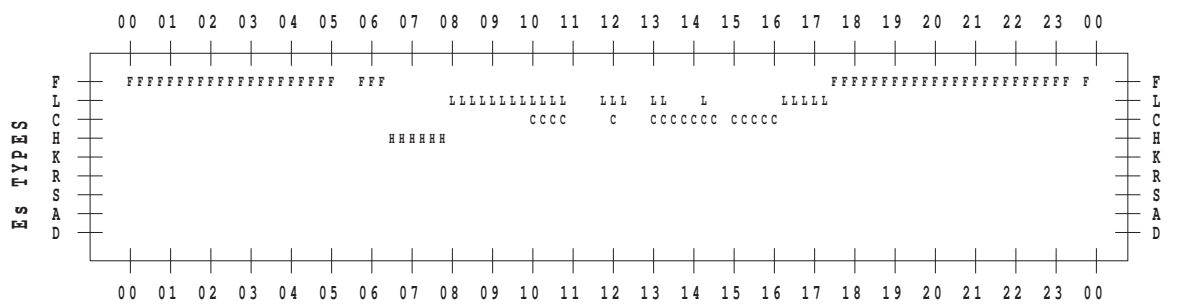 00 01 02 03 04 05 06 07 08 09 10 11 12 13 14 15 16 17 18 19 20 21 22 23 00
F FFFFFFFFFFFFFFFFFFFFF FFF FFFFFFFFFFFFFFFFFFFFFFFF F F
L LLLLLLLLLLLL LLL LL L LLLLL L
C CCCC C CCCCCCC CCCCC C
H HHHHHH H
K K
R R
S S
A A
D D
Es TYPES
00 01 02 03 04 05 06 07 08 09 10 11 12 13 14 15 16 17 18 19 20 21 22 23 00